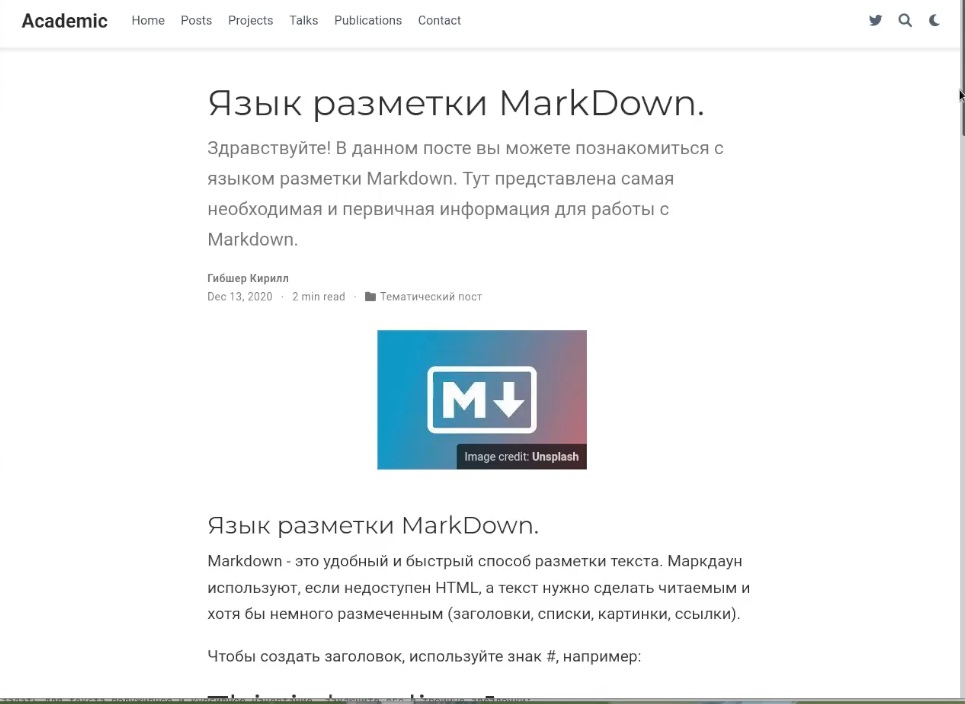 Academic Home Posts Projects Talks Publications Contact
Язык разметки MarkDown.
Здравствуйте! В данном посте вы можете познакомиться с
языком разметки Markdown. Тут представлена самая
необходимая и первичная информация для работы с
Markdown.
Гибшер Кирилл
Dec 13, 2020 · 2 min read · Тематический пост
M
Image credit: Unsplash
Язык разметки MarkDown.
Markdown - это удобный и быстрый способ разметки текста. Маркдаун
используют, если недоступен HTML, а текст нужно сделать читаемым и
хотя бы немного размеченным (заголовки, списки, картинки, ссылки).
Чтобы создать заголовок, используйте знак #, например: